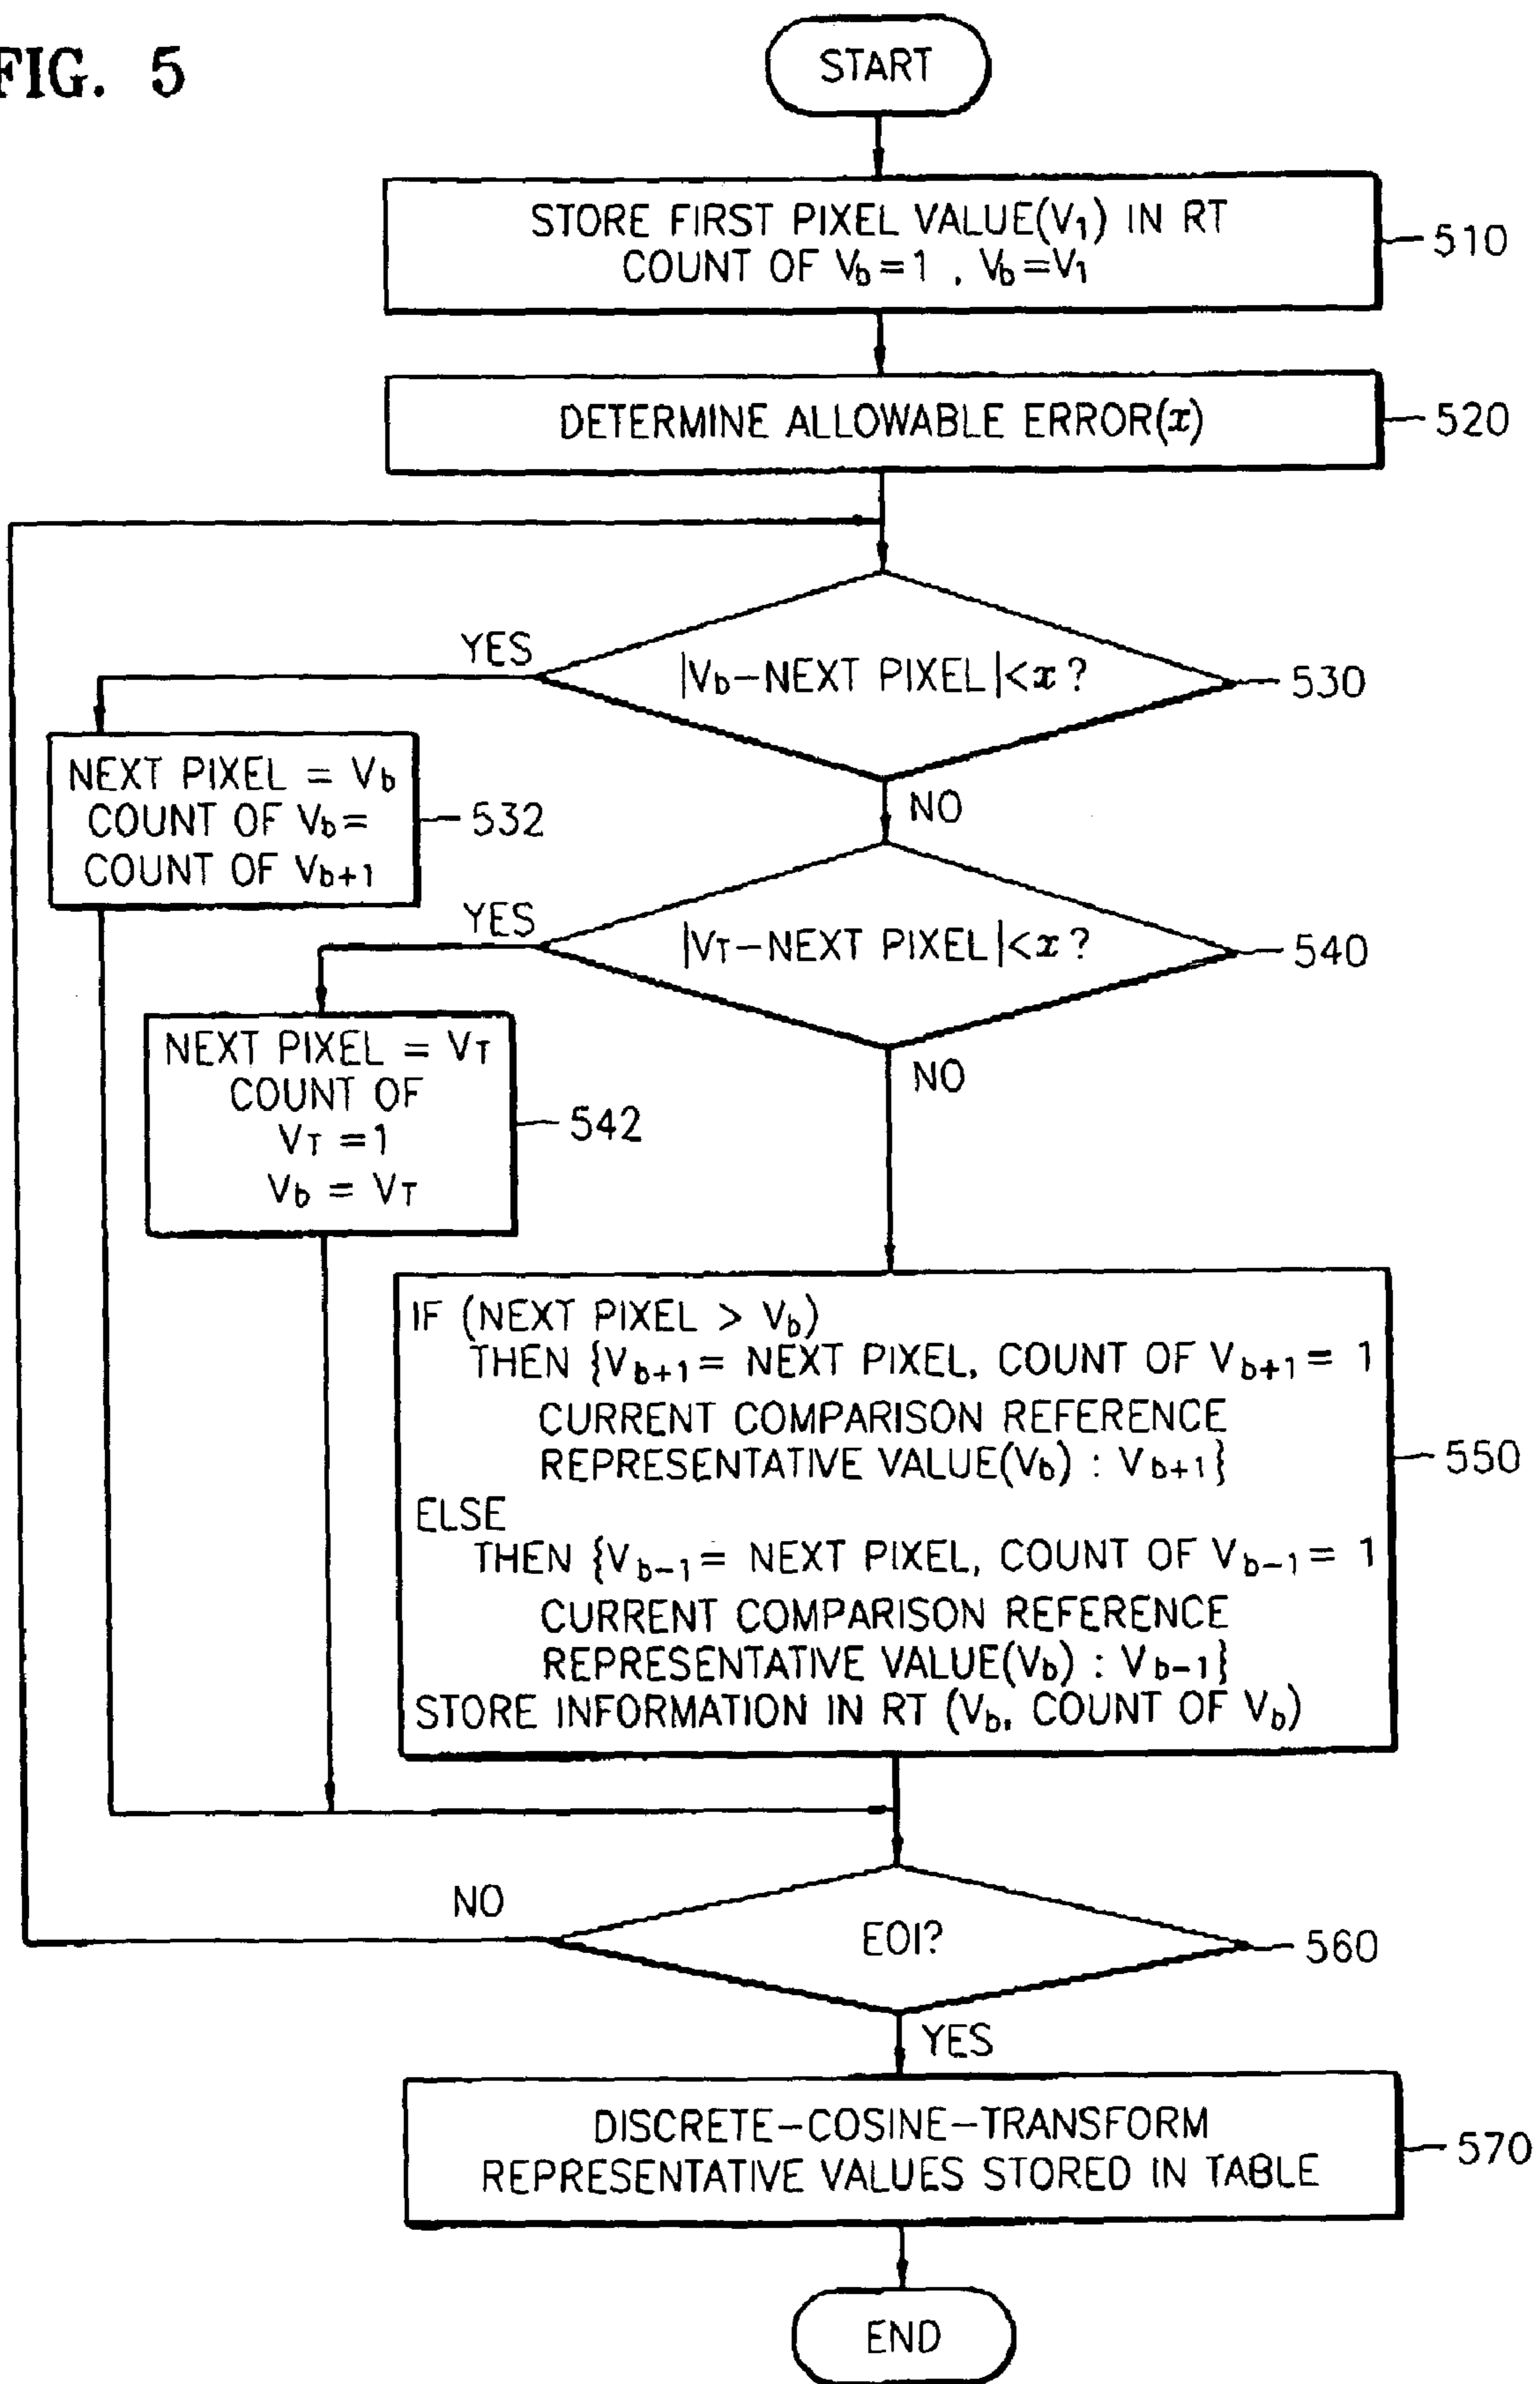 FIG. 5
START
STORE FIRST PIXEL VALUE(V1) IN RT
COUNT OF Vb=1 , Vb=V1
510
DETERMINE ALLOWABLE ERROR(x)
520
|Vb-NEXT PIXEL|<x?
530
YES
NO
NEXT PIXEL = Vb
COUNT OF Vb=
COUNT OF Vb+1
532
|VT-NEXT PIXEL|<x?
540
YES
NO
NEXT PIXEL = VT
COUNT OF
VT =1
Vb = VT
542
IF (NEXT PIXEL > Vb)
THEN {Vb+1= NEXT PIXEL, COUNT OF Vb+1= 1
CURRENT COMPARISON REFERENCE
REPRESENTATIVE VALUE(Vb) : Vb+1}
ELSE
THEN {Vb-1= NEXT PIXEL, COUNT OF Vb-1= 1
CURRENT COMPARISON REFERENCE
REPRESENTATIVE VALUE(Vb) : Vb-1}
STORE INFORMATION IN RT (Vb, COUNT OF Vb)
550
EOI?
560
NO
YES
DISCRETE-COSINE-TRANSFORM
REPRESENTATIVE VALUES STORED IN TABLE
570
END